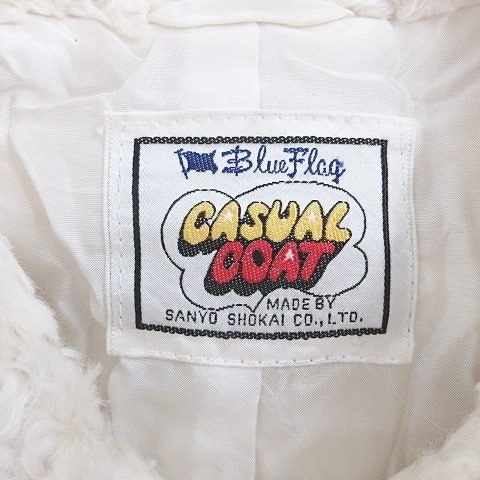 Blue Flag
CASUAL
COAT
MADE BY
SANYO SHOKAI CO., LTD.